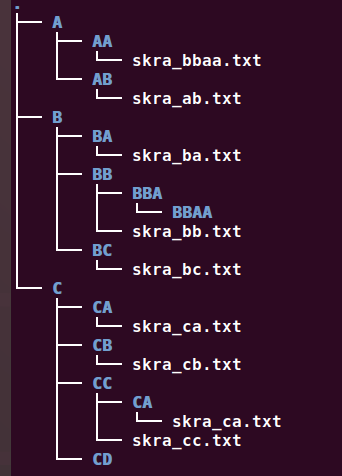 .
A
AA
skra_bbaa.txt
AB
skra_ab.txt
B
BA
skra_ba.txt
BB
BBA
BBAA
skra_bb.txt
BC
skra_bc.txt
C
CA
skra_ca.txt
CB
skra_cb.txt
CC
CA
skra_ca.txt
skra_cc.txt
CD